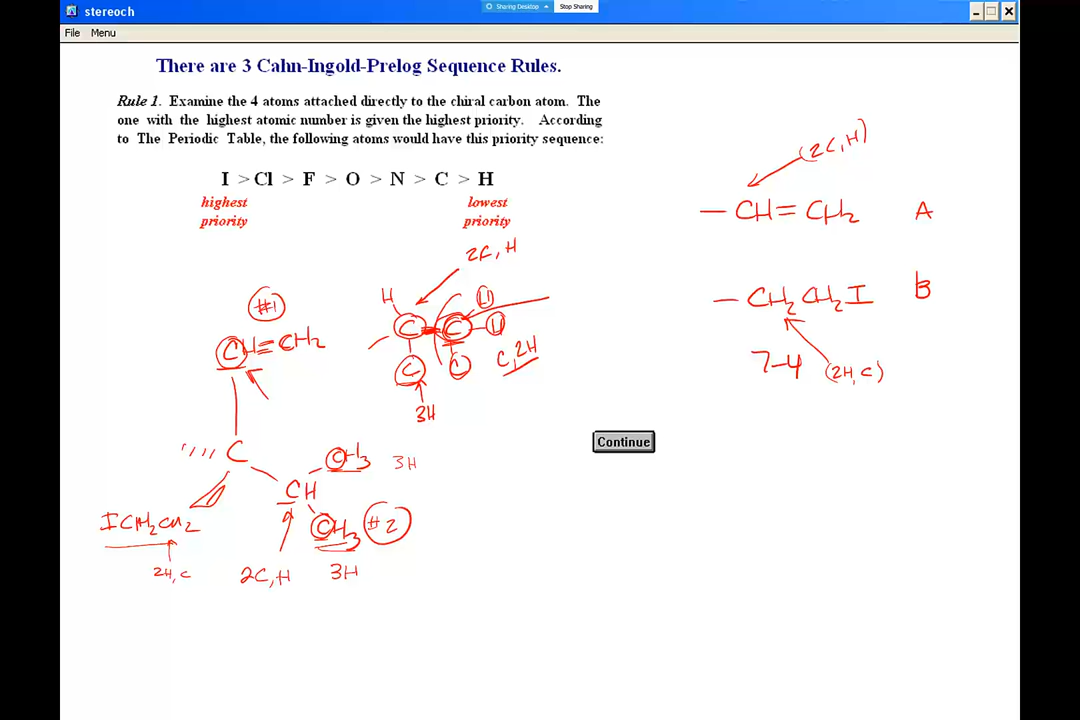 Sharing Desktop Stop Sharing
stereoch
File Menu
There are 3 Cahn-Ingold-Prelog Sequence Rules.
Rule 1. Examine the 4 atoms attached directly to the chiral carbon atom. The
one with the highest atomic number is given the highest priority. According
to The Periodic Table, the following atoms would have this priority sequence:
I > Cl > F > O > N > C > H
highest priority
lowest priority
(2C, H)
— CH = CH2 A
— CH2 CH2 I B
7-4 (2H, C)
2C, H
#1
CH=CH2
H C = C H
H
C C C, 2H
3H
Continue
C
CH3 3H
CH
CH3 #2
ICH2CH2
2H, C 2C, H 3H